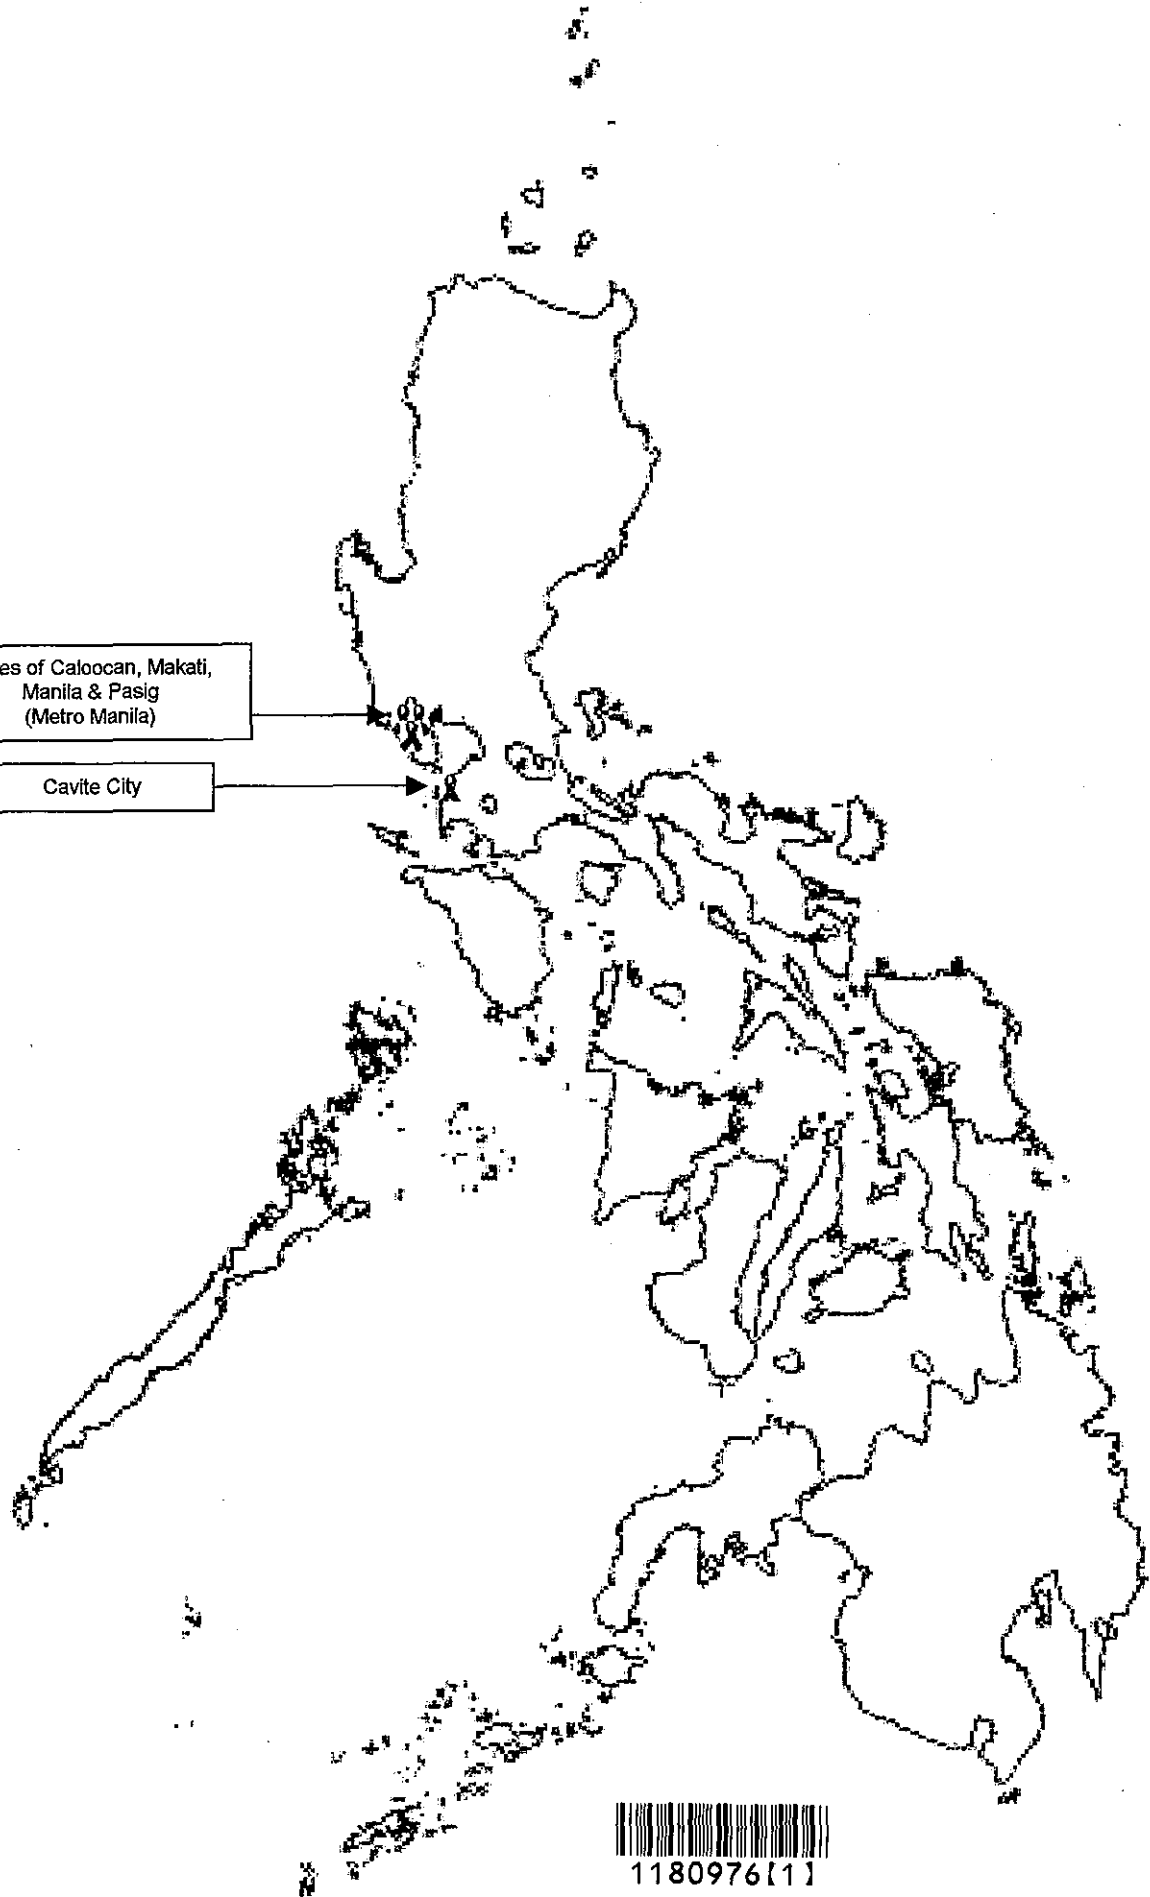 es of Caloocan, Makati,
Manila & Pasig
(Metro Manila)
Cavite City
1180976[1]